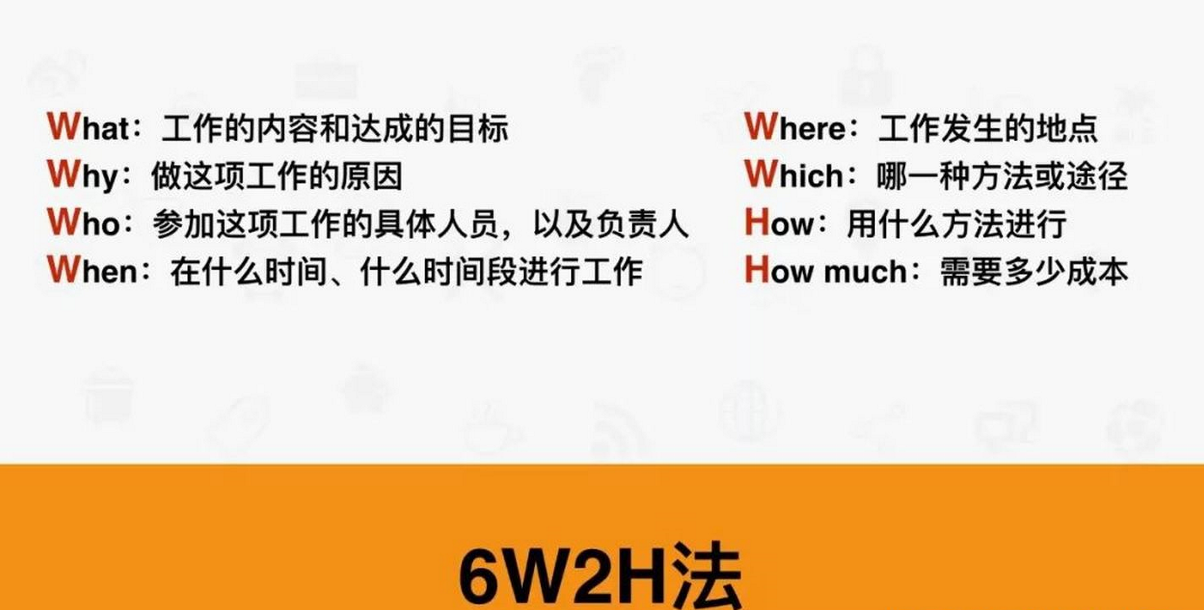 What：工作的内容和达成的目标
Why：做这项工作的原因
Who：参加这项工作的具体人员，以及负责人
When：在什么时间、什么时间段进行工作
Where：工作发生的地点
Which：哪一种方法或途径
How：用什么方法进行
How much：需要多少成本
6W2H法